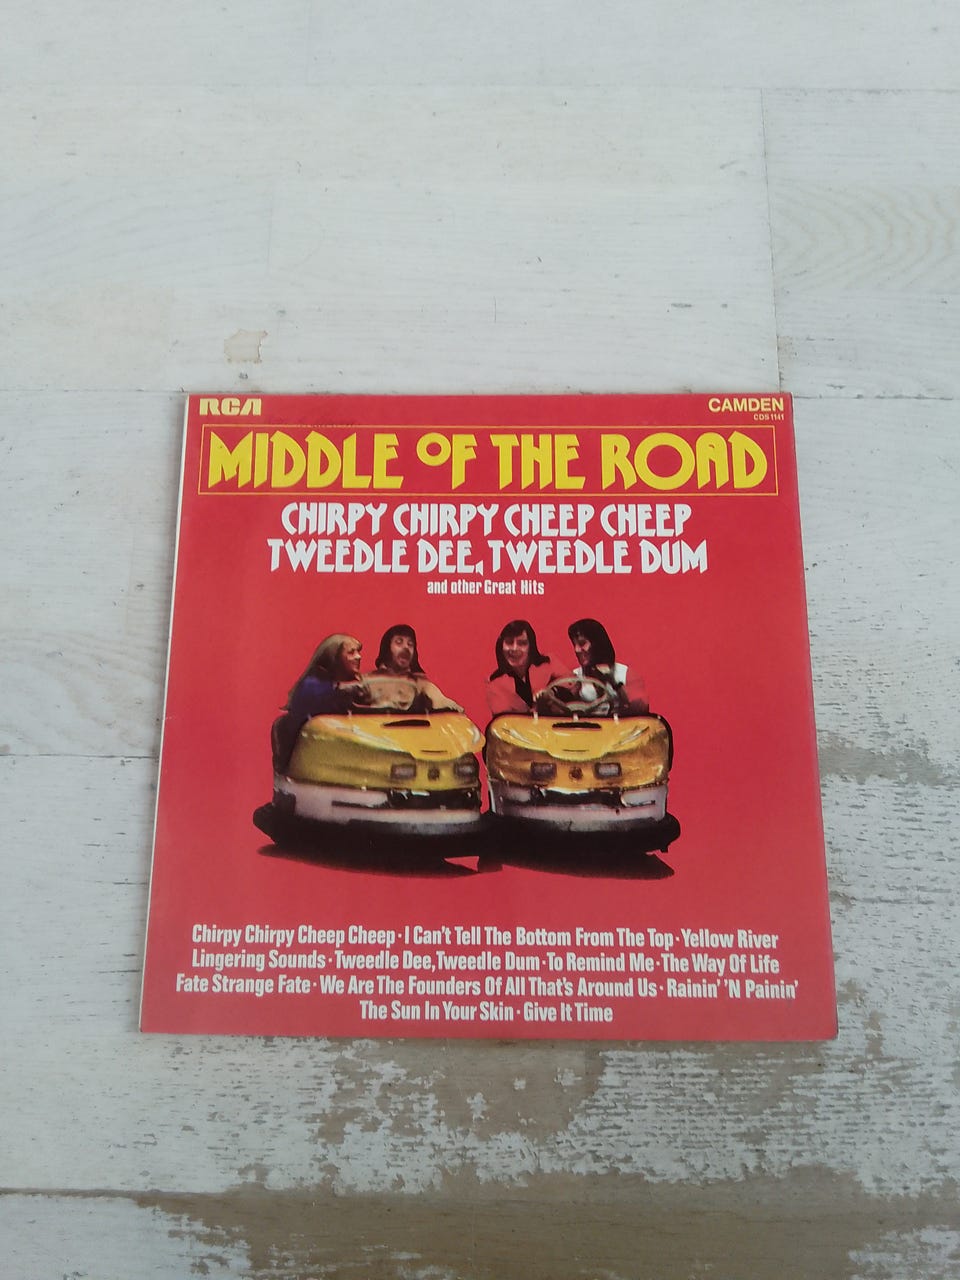 RCA
CAMDEN
CDS 1141
MIDDLE OF THE ROAD
CHIRPY CHIRPY CHEEP CHEEP
TWEEDLE DEE, TWEEDLE DUM
and other Great Hits
Chirpy Chirpy Cheep Cheep · I Can't Tell The Bottom From The Top · Yellow River
Lingering Sounds · Tweedle Dee, Tweedle Dum · To Remind Me · The Way Of Life
Fate Strange Fate · We Are The Founders Of All That's Around Us · Rainin' 'N Painin'
The Sun In Your Skin · Give It Time